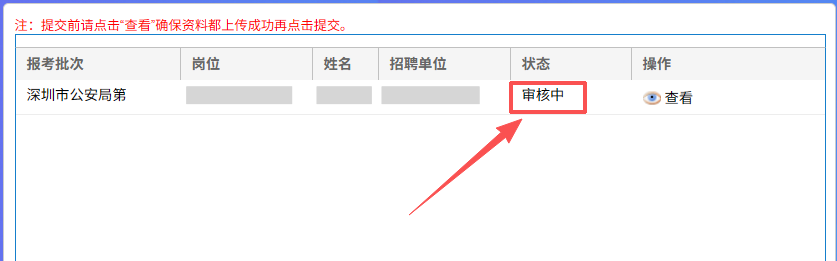 注：提交前请点击“查看”确保资料都上传成功再点击提交。
报考批次 岗位 姓名 招聘单位 状态 操作
深圳市公安局第 审核中 查看